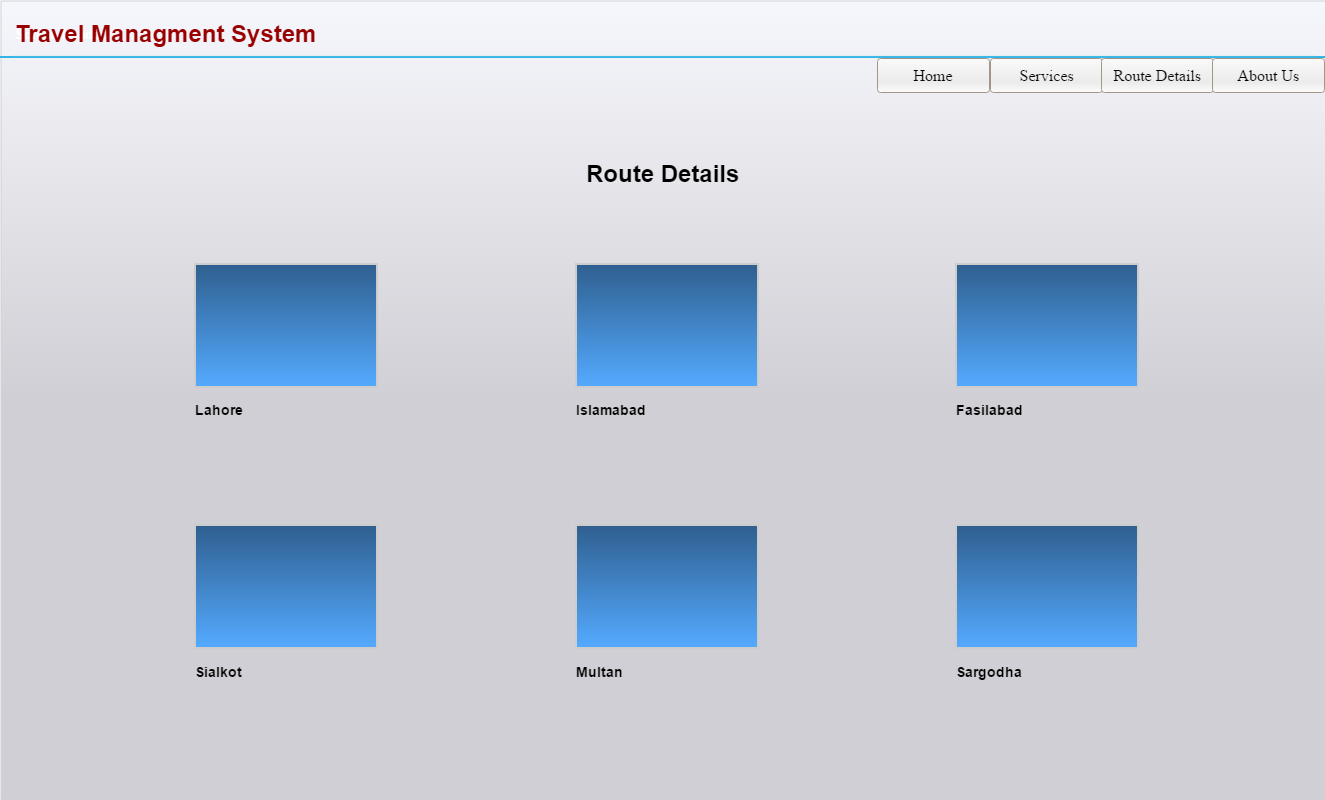 Travel Managment System
Home Services Route Details About Us
Route Details
Lahore Islamabad Fasilabad
Sialkot Multan Sargodha